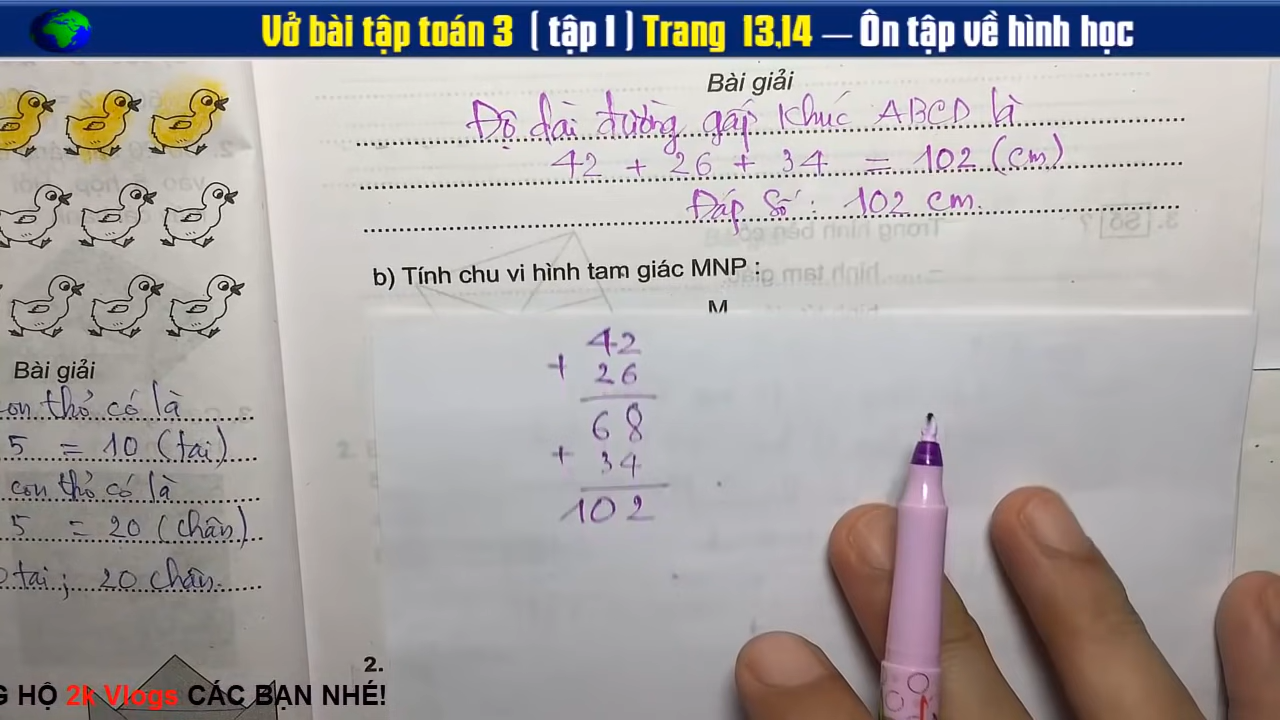 Vở bài tập toán 3 ( tập 1 ) Trang 13,14 — Ôn tập về hình học
Bài giải
Độ dài đường gấp khúc ABCD là
42 + 26 + 34 = 102 (cm)
Đáp số: 102 cm.
b) Tính chu vi hình tam giác MNP :
M
42
+ 26
68
+ 34
102
2.
Bài giải
con thỏ có là
5 = 10 (tai)
con thỏ có là
5 = 20 (chân)
tai; 20 chân.
HỘ 2k Vlogs CÁC BẠN NHÉ!